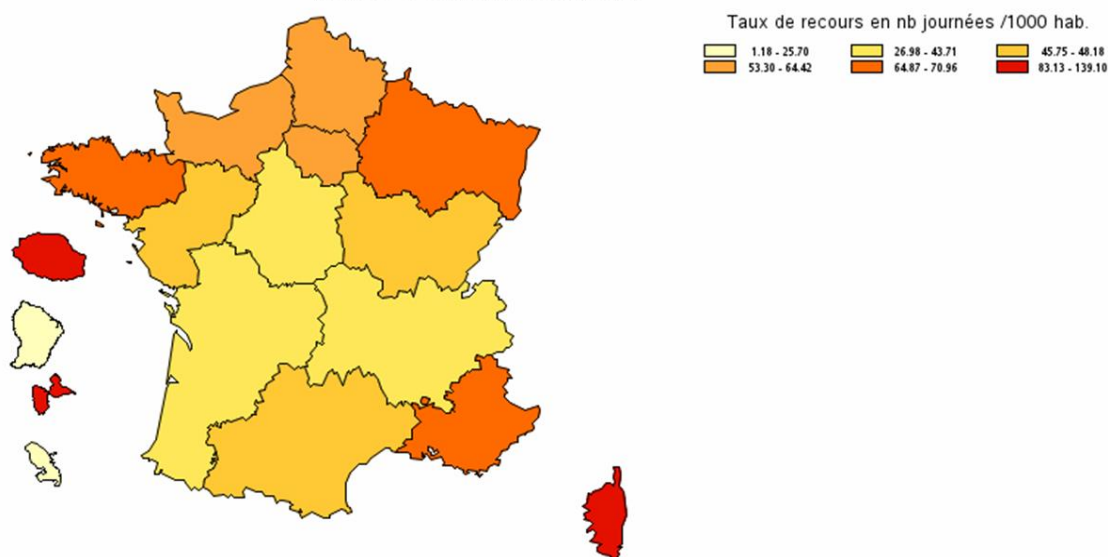 Taux de recours en nb journées /1000 hab.
1.18 - 25.70 26.98 - 43.71 45.75 - 48.18
53.30 - 64.42 64.87 - 70.96 83.13 - 139.10